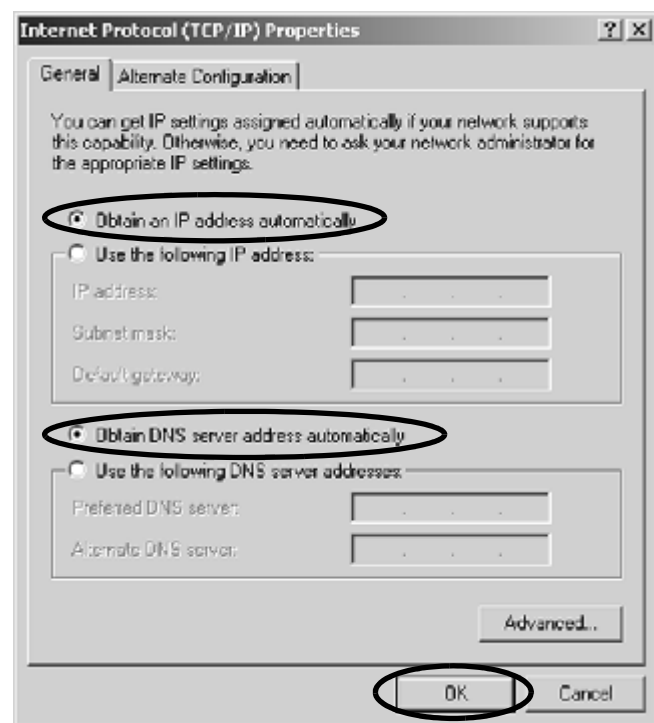 Internet Protocol (TCP/IP) Properties
General
Alternate Configuration
You can get IP settings assigned automatically if your network supports
this capability. Otherwise, you need to ask your network administrator for
the appropriate IP settings.
Obtain an IP address automatically
Use the following IP address:
IP address:
Subnet mask:
Default gateway:
Obtain DNS server address automatically
Use the following DNS server addresses:
Preferred DNS server:
Alternate DNS server:
Advanced...
OK
Cancel